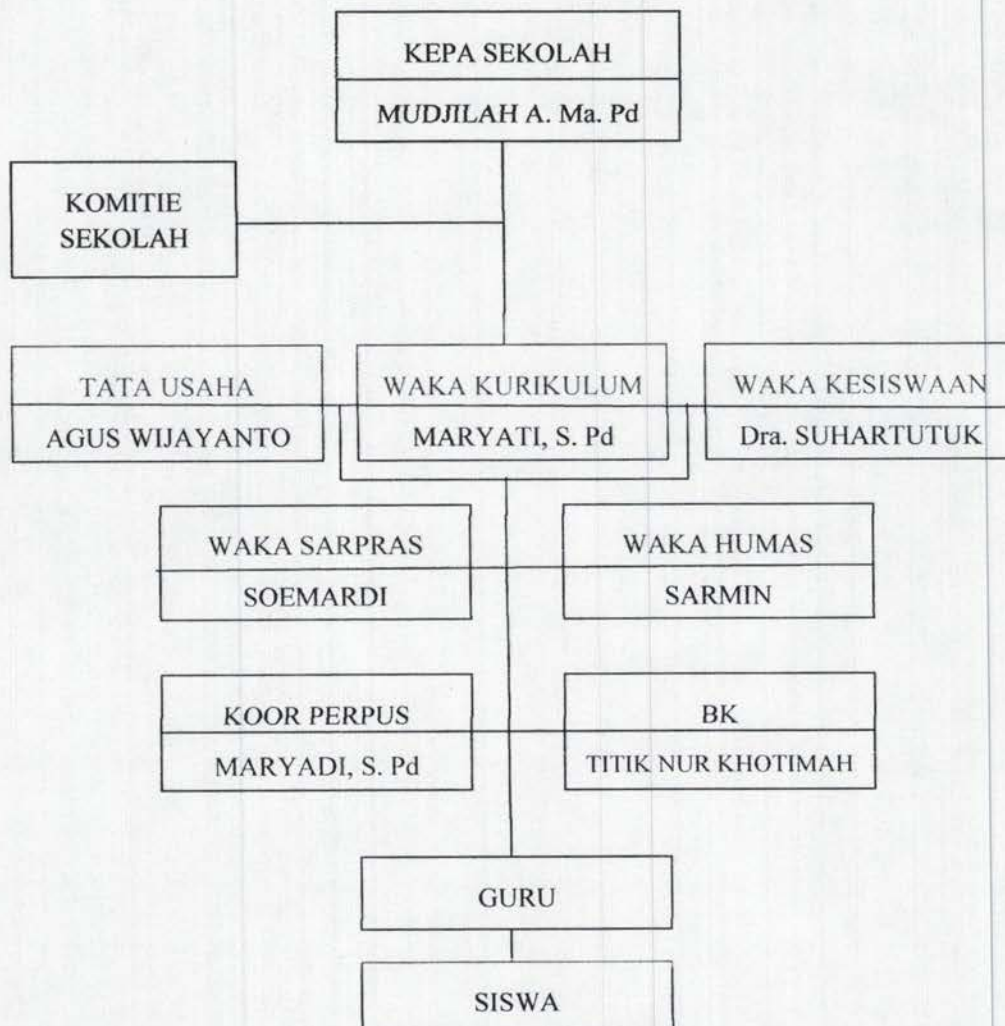 KEPA SEKOLAH
MUDJILAH A. Ma. Pd
KOMITIE
SEKOLAH
TATA USAHA
AGUS WIJAYANTO
WAKA KURIKULUM
MARYATI, S. Pd
WAKA KESISWAAN
Dra. SUHARTUTUK
WAKA SARPRAS
SOEMARDI
WAKA HUMAS
SARMIN
KOOR PERPUS
MARYADI, S. Pd
BK
TITIK NUR KHOTIMAH
GURU
SISWA